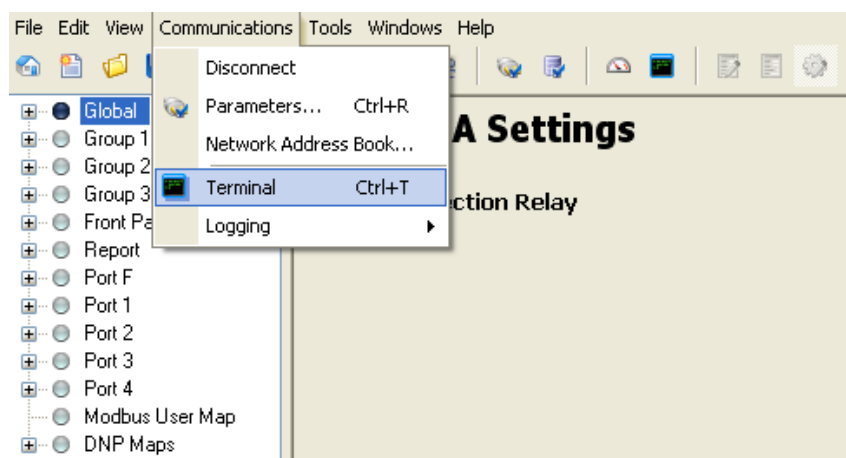 File Edit View Communications Tools Windows Help
Disconnect
Parameters... Ctrl+R
Network Address Book...
Terminal Ctrl+T
Logging
Global
Group 1
Group 2
Group 3
Front Pa
Report
Port F
Port 1
Port 2
Port 3
Port 4
Modbus User Map
DNP Maps
A Settings
ction Relay